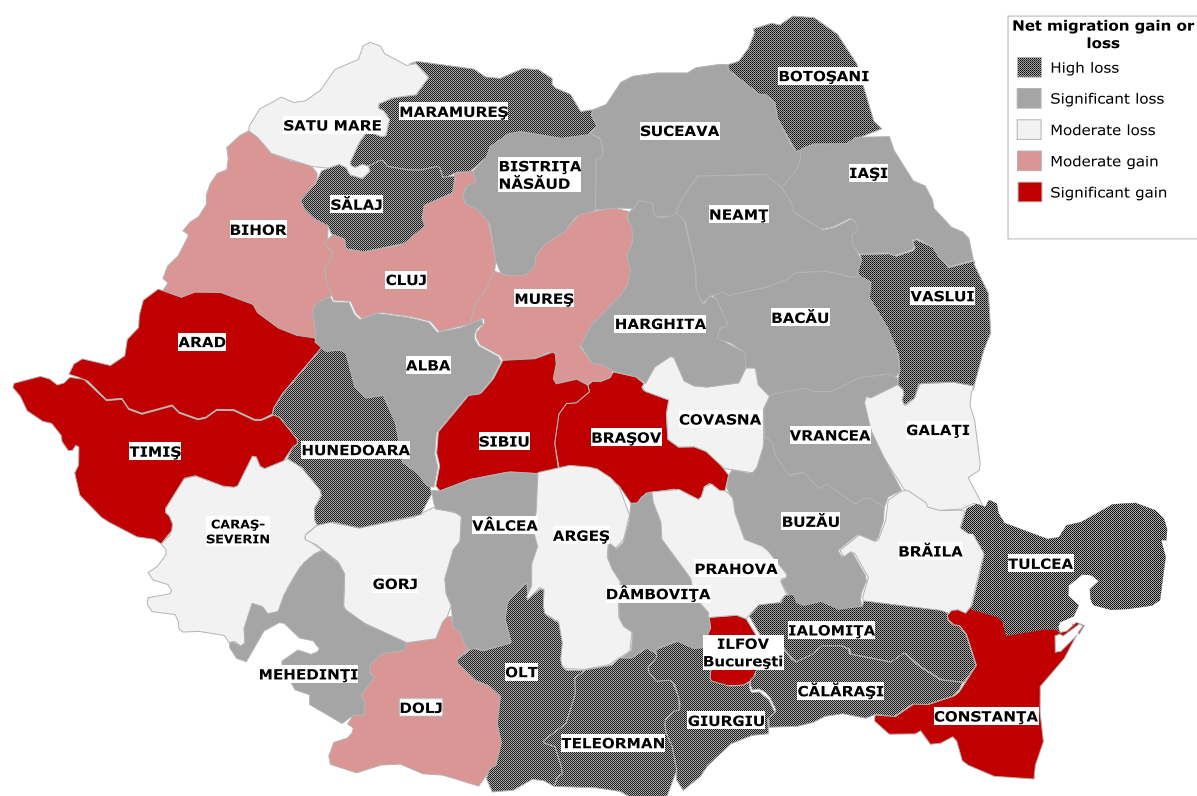 Net migration gain or
loss
High loss
Significant loss
Moderate loss
Moderate gain
Significant gain
BOTOŞANI
MARAMUREŞ
SATU MARE
SUCEAVA
BISTRIŢA
NĂSĂUD
IAŞI
SĂLAJ
NEAMŢ
BIHOR
CLUJ
MUREŞ
VASLUI
HARGHITA
BACĂU
ARAD
ALBA
COVASNA
GALAŢI
VRANCEA
SIBIU
BRAŞOV
TIMIŞ
HUNEDOARA
CARAŞ-
SEVERIN
VÂLCEA
ARGEŞ
BUZĂU
BRĂILA
TULCEA
PRAHOVA
GORJ
DÂMBOVIŢA
IALOMIŢA
ILFOV
Bucureşti
MEHEDINŢI
OLT
CĂLĂRAŞI
DOLJ
GIURGIU
CONSTANŢA
TELEORMAN